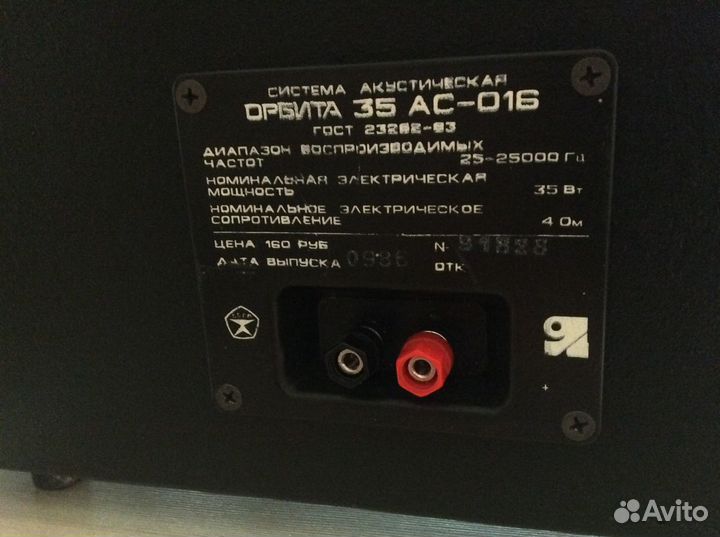 СИСТЕМА АКУСТИЧЕСКАЯ
ОРБИТА 35 АС-016
ГОСТ 23262-83
ДИАПАЗОН ВОСПРОИЗВОДИМЫХ
ЧАСТОТ 25-25000 Гц
НОМИНАЛЬНАЯ ЭЛЕКТРИЧЕСКАЯ
МОЩНОСТЬ 35 Вт
НОМИНАЛЬНОЕ ЭЛЕКТРИЧЕСКОЕ
СОПРОТИВЛЕНИЕ 4 Ом
ЦЕНА 160 РУБ N.
ДАТА ВЫПУСКА 0986 ОТК
+
Avito